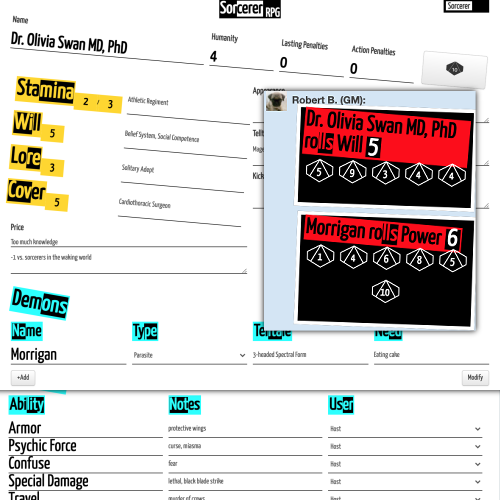 Sorcerer RPG
Sorcerer
Name
Dr. Olivia Swan MD, PhD
Humanity
4
Lasting Penalties
0
Action Penalties
0
10
Stamina 2 / 3
Athletic Regiment
Will 5
Belief System, Social Competence
Lore 3
Solitary Adept
Cover 5
Cardiothoracic Surgeon
Price
Too much knowledge
-1 vs. sorcerers in the waking world
Robert B. (GM):
Dr. Olivia Swan MD, PhD
rolls Will 5
5 9 3 4 4
Morrigan rolls Power 6
1 4 6 8 5
10
Demons
Name Type Telltale Need
Morrigan Parasite 3-headed Spectral Form Eating cake
+Add Modify
Ability Notes User
Armor protective wings Host
Psychic Force curse, miasma Host
Confuse fear Host
Special Damage lethal, black blade strike Host
Travel murder of crows Host